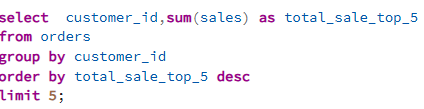 select  customer_id,sum(sales) as total_sale_top_5
from orders
group by customer_id
order by total_sale_top_5 desc
limit 5;